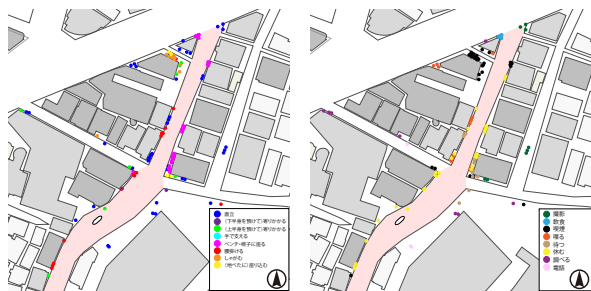 直立
(下半身を預けて)寄りかかる
(上半身を預けて)寄りかかる
手で支える
ベンチ・椅子に座る
腰掛ける
しゃがむ
(地べたに)座り込む
撮影
飲食
喫煙
喋る
待つ
休む
調べる
電話